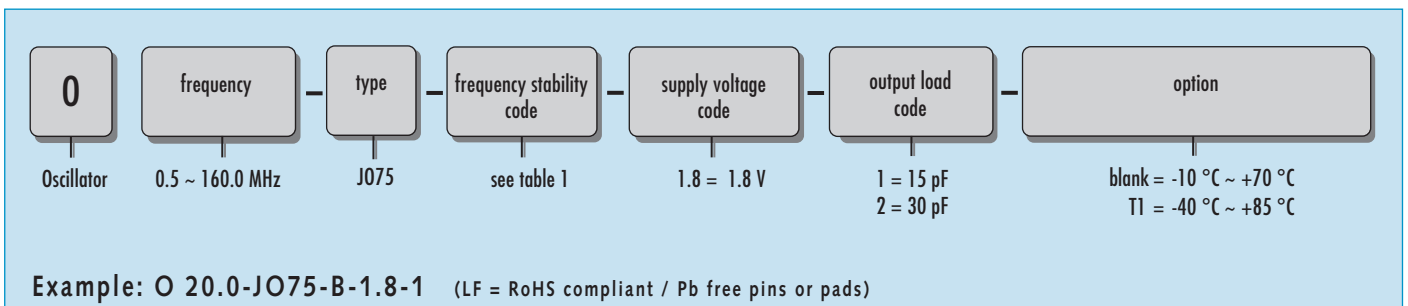 O
frequency
–
type
–
frequency stability
code
–
supply voltage
code
–
output load
code
–
option
Oscillator
0.5 ~ 160.0 MHz
JO75
see table 1
1.8 = 1.8 V
1 = 15 pF
2 = 30 pF
blank = -10 °C ~ +70 °C
T1 = -40 °C ~ +85 °C
Example: O 20.0-JO75-B-1.8-1 (LF = RoHS compliant / Pb free pins or pads)